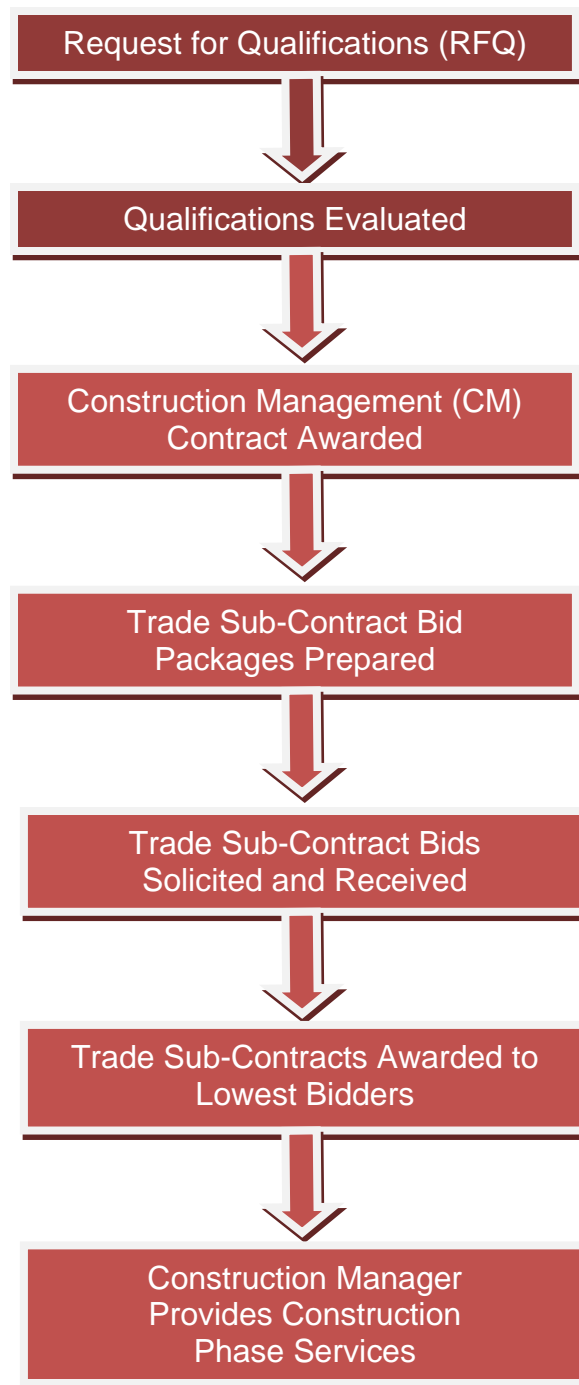 Request for Qualifications (RFQ)
Qualifications Evaluated
Construction Management (CM)
Contract Awarded
Trade Sub-Contract Bid
Packages Prepared
Trade Sub-Contract Bids
Solicited and Received
Trade Sub-Contracts Awarded to
Lowest Bidders
Construction Manager
Provides Construction
Phase Services